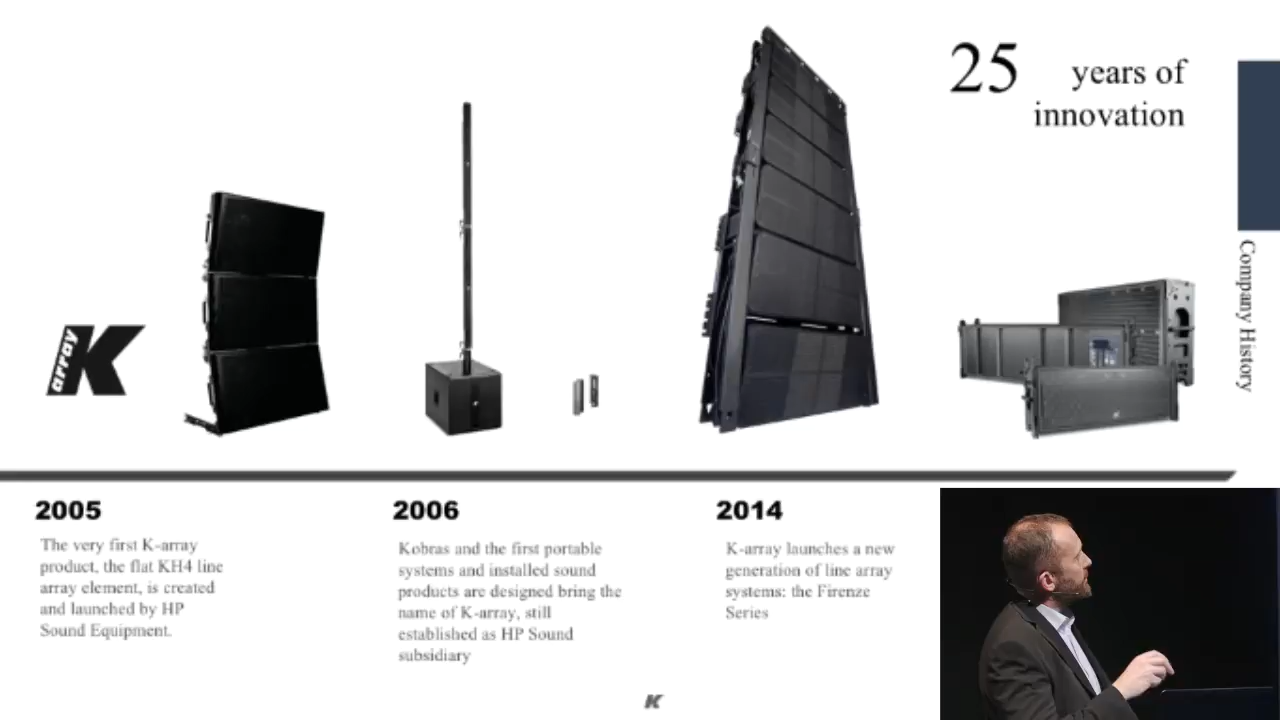 25
years of
innovation
Company History
array K
2005
The very first K-array
product, the flat KH4 line
array element, is created
and launched by HP
Sound Equipment.
2006
Kobras and the first portable
systems and installed sound
products are designed bring the
name of K-array, still
established as HP Sound
subsidiary
2014
K-array launches a new
generation of line array
systems: the Firenze
Series
K